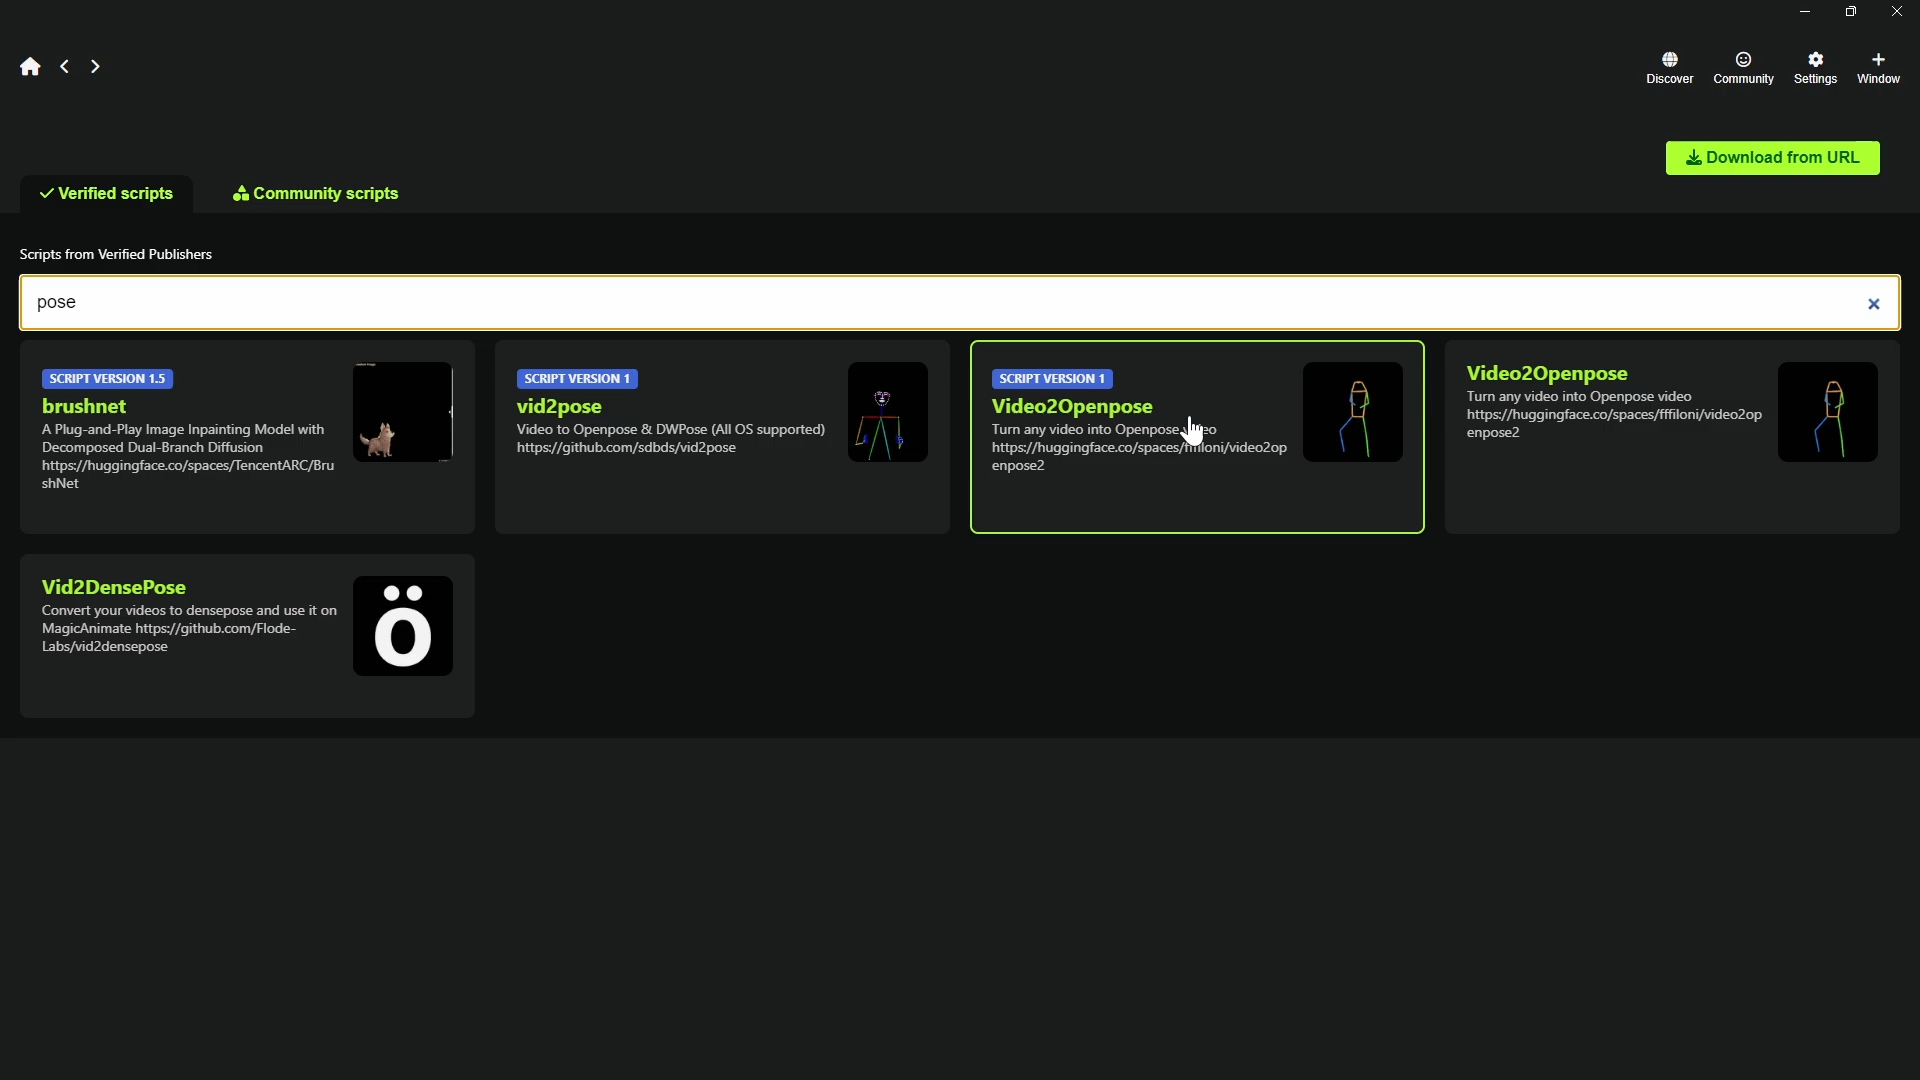 Discover
Community
Settings
Window
Download from URL
Verified scripts
Community scripts
Scripts from Verified Publishers
pose
SCRIPT VERSION 1.5
brushnet
A Plug-and-Play Image Inpainting Model with
Decomposed Dual-Branch Diffusion
https://huggingface.co/spaces/TencentARC/Bru
shNet
SCRIPT VERSION 1
vid2pose
Video to Openpose & DWPose (All OS supported)
https://github.com/sdbds/vid2pose
SCRIPT VERSION 1
Video2Openpose
Turn any video into Openpose
https://huggingface.co/spaces/fffiloni/video2op
enpose2
Video2Openpose
Turn any video into Openpose video
https://huggingface.co/spaces/fffiloni/video2op
enpose2
Vid2DensePose
Convert your videos to densepose and use it on
MagicAnimate https://github.com/Flode-
Labs/vid2densepose
ö